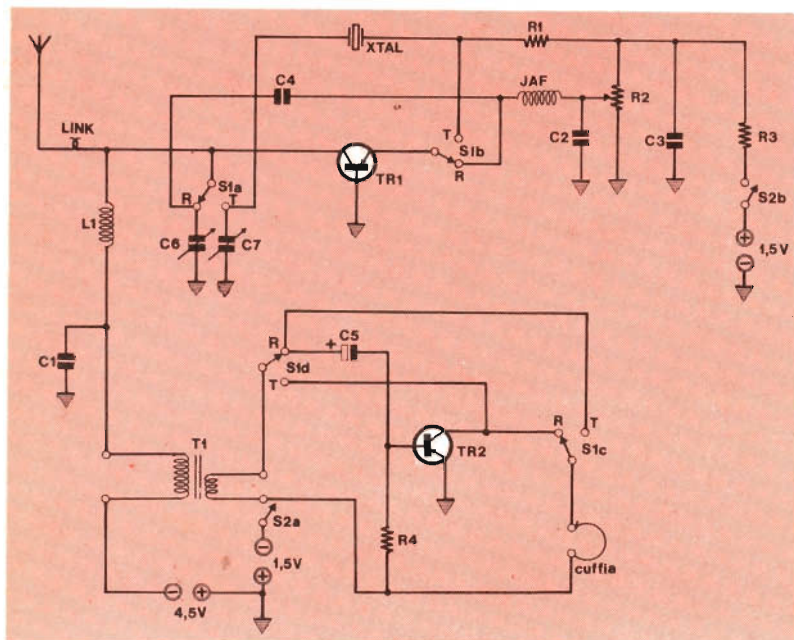 XTAL
R1
C4
JAF
R2
C2
C3
R3
LINK
T
S1b
R
TR1
S1a
R
T
S2b
L1
C6
C7
+
1,5V
-
C1
R
+
C5
S1d
T
T1
TR2
R
T
S1c
S2a
-
1,5V
+
R4
cuffia
- +
4,5V